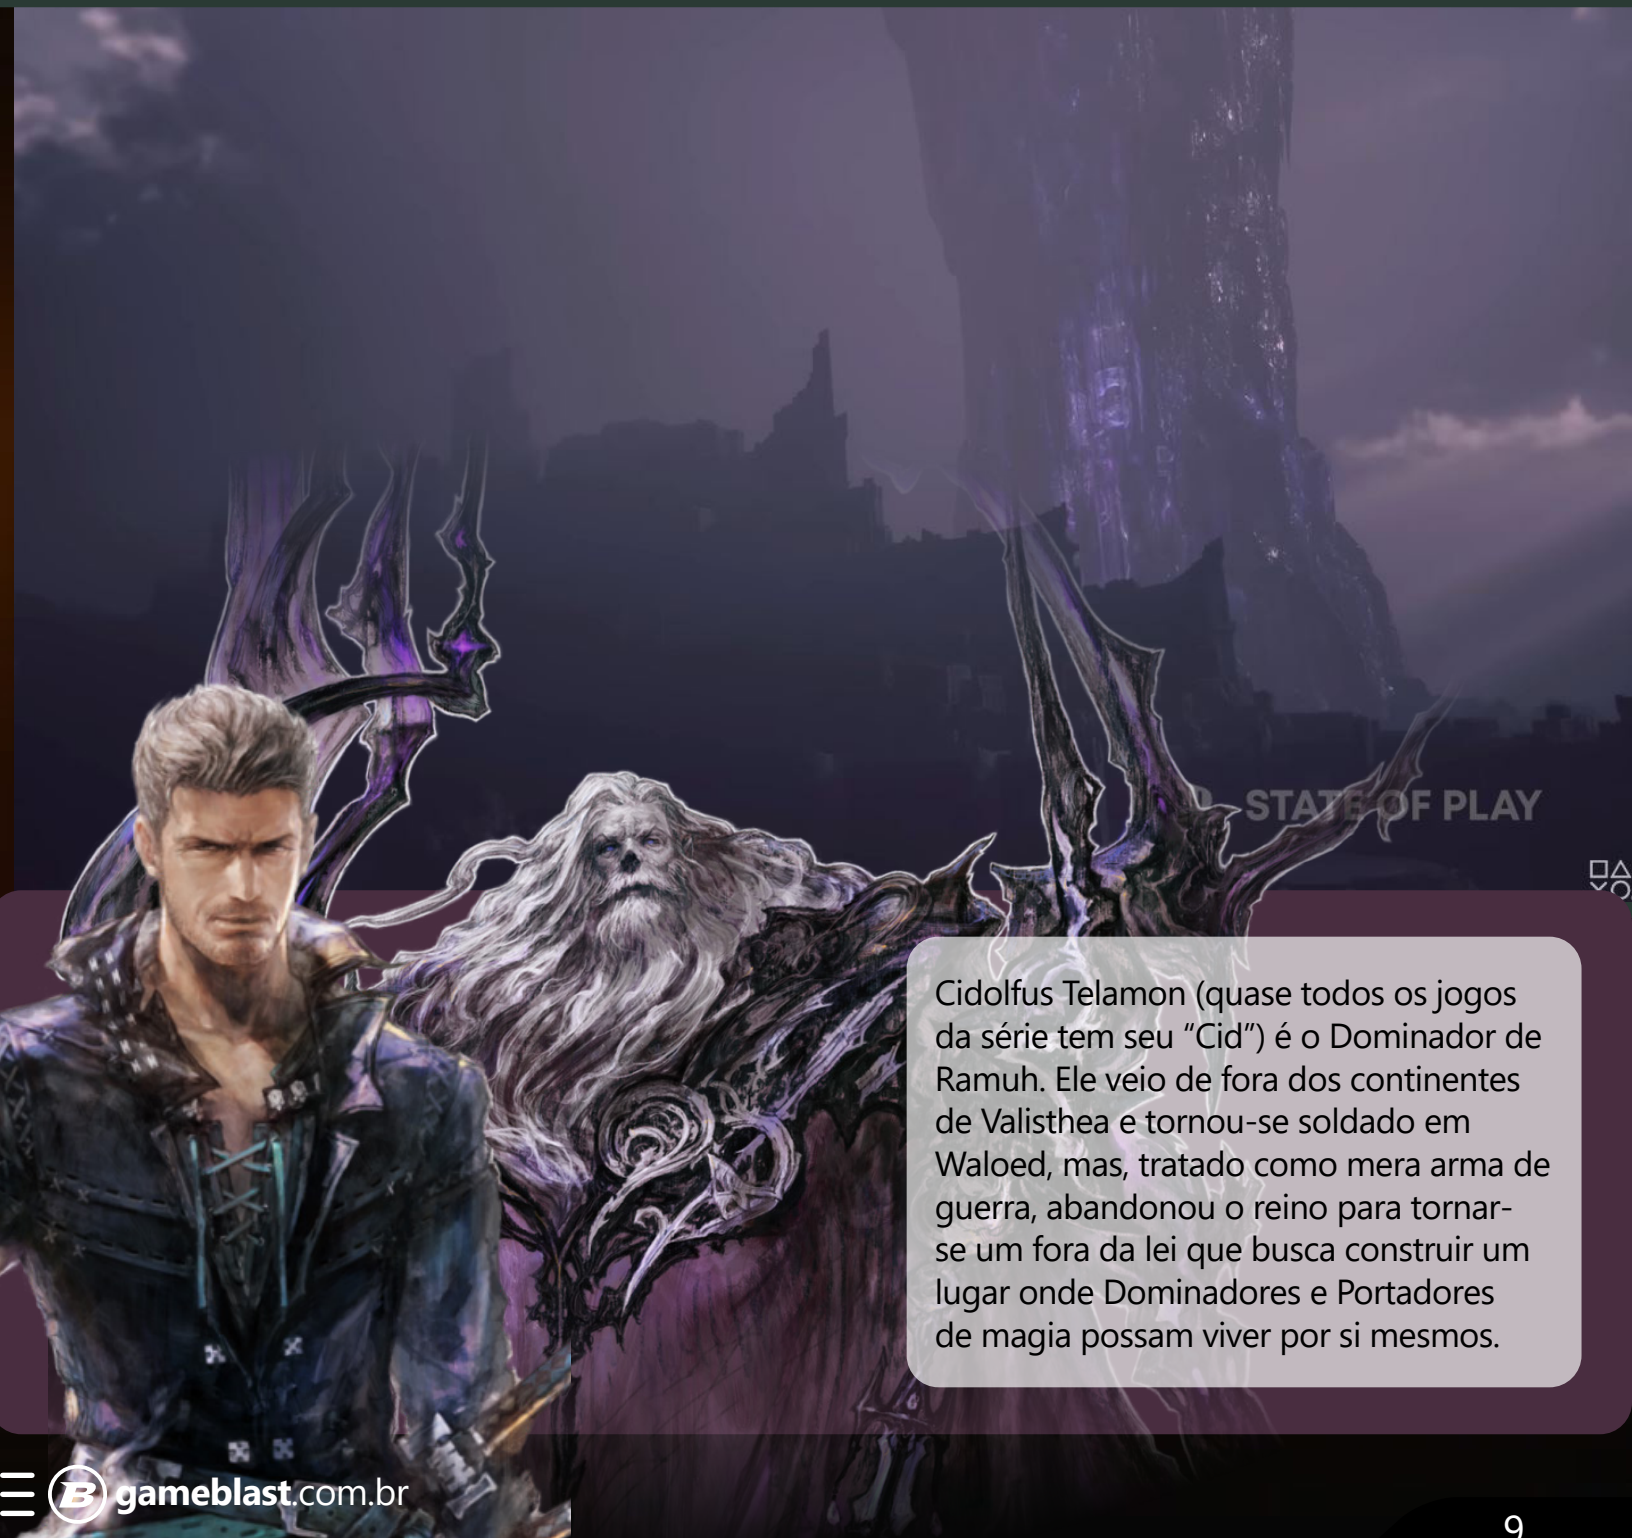 STATE OF PLAY
Cidolfus Telamon (quase todos os jogos
da série tem seu “Cid”) é o Dominador de
Ramuh. Ele veio de fora dos continentes
de Valisthea e tornou-se soldado em
Waloed, mas, tratado como mera arma de
guerra, abandonou o reino para tornar-
se um fora da lei que busca construir um
lugar onde Dominadores e Portadores
de magia possam viver por si mesmos.
B gameblast.com.br
9